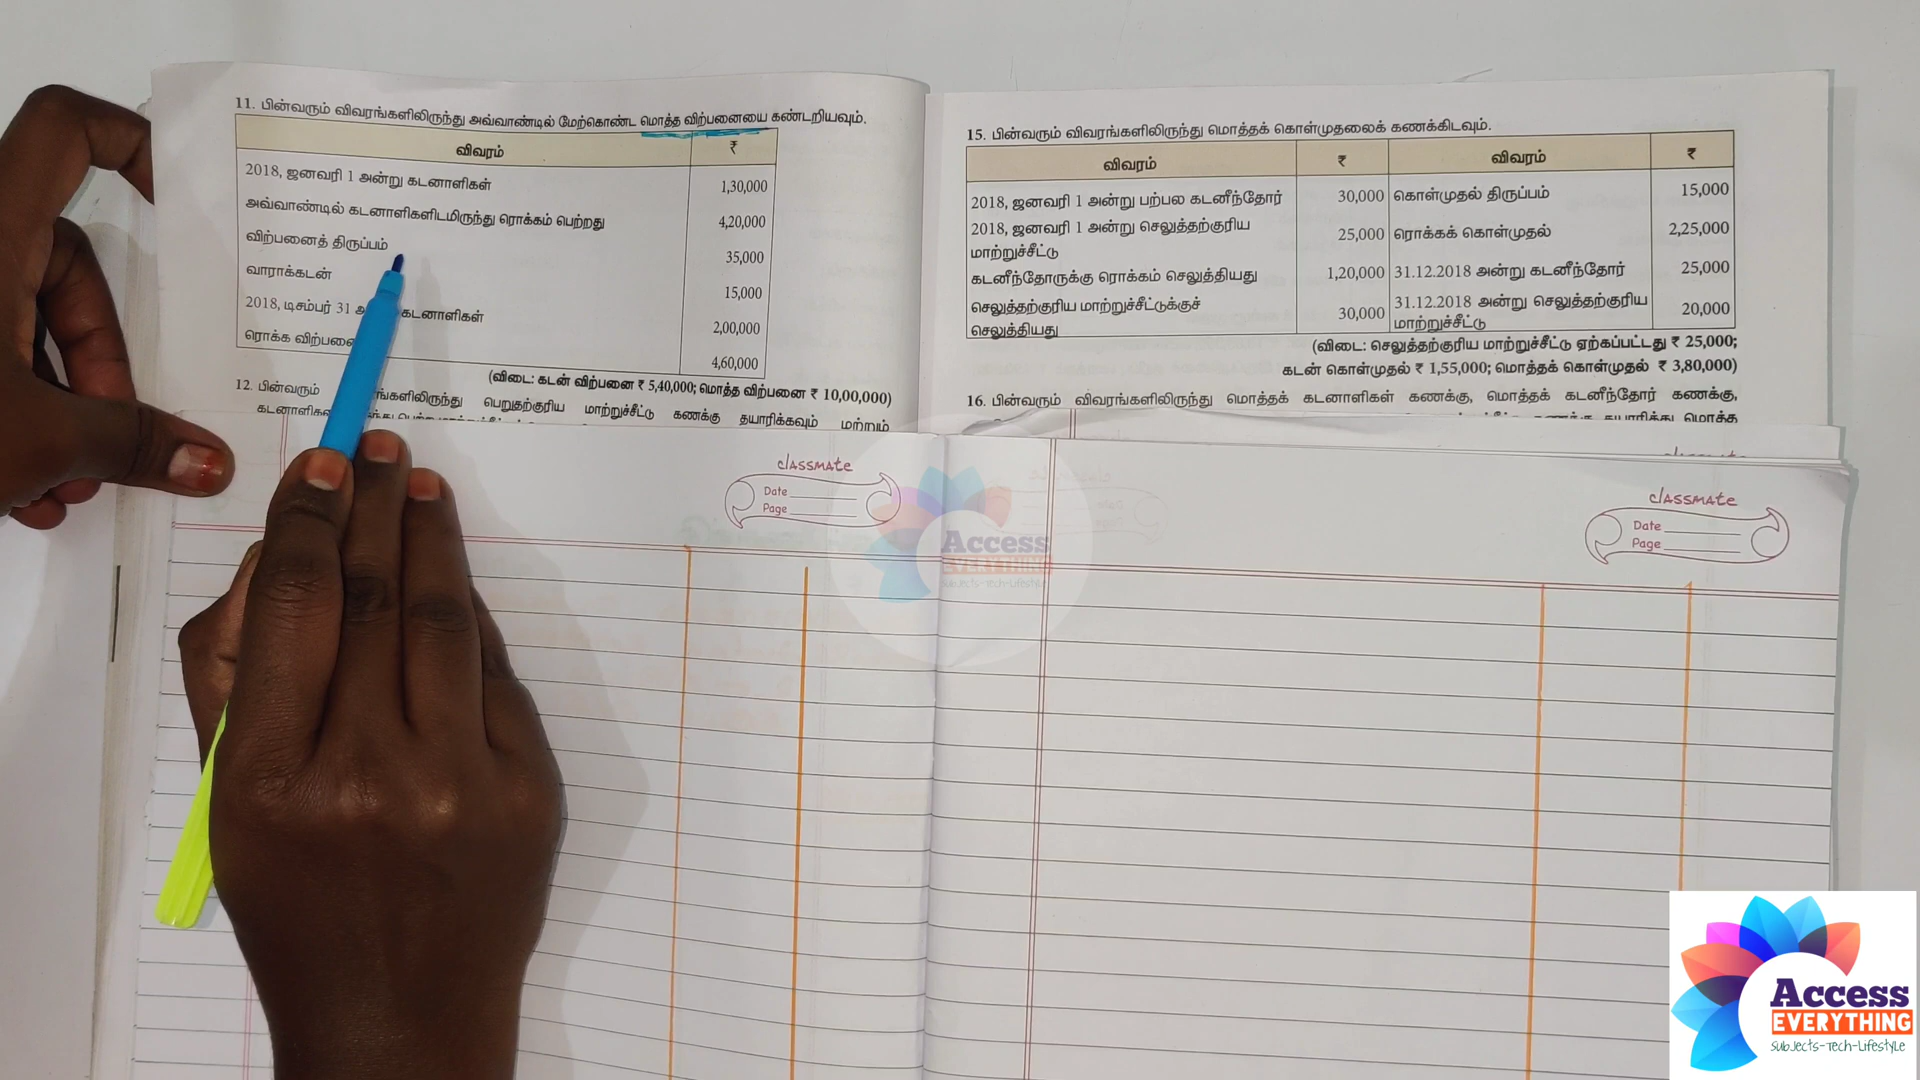 11. பின்வரும் விவரங்களிலிருந்து அவ்வாண்டில் மேற்கொண்ட மொத்த விற்பனையை கண்டறியவும்.
விவரம் ₹
2018, ஜனவரி 1 அன்று கடனாளிகள் 1,30,000
அவ்வாண்டில் கடனாளிகளிடமிருந்து ரொக்கம் பெற்றது 4,20,000
விற்பனைத் திருப்பம் 35,000
வாராக்கடன் 15,000
2018, டிசம்பர் 31 கடனாளிகள் 2,00,000
ரொக்க 4,60,000
(விடை: கடன் விற்பனை ₹ 5,40,000; மொத்த விற்பனை ₹ 10,00,000)
12. பின்வரும் பெறுதற்குரிய மாற்றுச்சீட்டு கணக்கு தயாரிக்கவும் மற்றும்
15. பின்வரும் விவரங்களிலிருந்து மொத்தக் கொள்முதலைக் கணக்கிடவும்.
விவரம் ₹ விவரம் ₹
2018, ஜனவரி 1 அன்று பற்பல கடனீந்தோர் 30,000 கொள்முதல் திருப்பம் 15,000
2018, ஜனவரி 1 அன்று செலுத்தற்குரிய
மாற்றுச்சீட்டு 25,000 ரொக்கக் கொள்முதல் 2,25,000
கடனீந்தோருக்கு ரொக்கம் செலுத்தியது 1,20,000 31.12.2018 அன்று கடனீந்தோர் 25,000
செலுத்தற்குரிய மாற்றுச்சீட்டுக்குச்
செலுத்தியது 30,000 31.12.2018 அன்று செலுத்தற்குரிய
மாற்றுச்சீட்டு 20,000
(விடை: செலுத்தற்குரிய மாற்றுச்சீட்டு ஏற்கப்பட்டது ₹ 25,000;
கடன் கொள்முதல் ₹ 1,55,000; மொத்தக் கொள்முதல் ₹ 3,80,000)
16. பின்வரும் விவரங்களிலிருந்து மொத்தக் கடனாளிகள் கணக்கு, மொத்தக் கடனீந்தோர் கணக்கு,
classmate
Date
Page
classmate
Date
Page
Access
EVERYTHING
Subjects-Tech-Lifestyle
Access
EVERYTHING
Subjects-Tech-Lifestyle